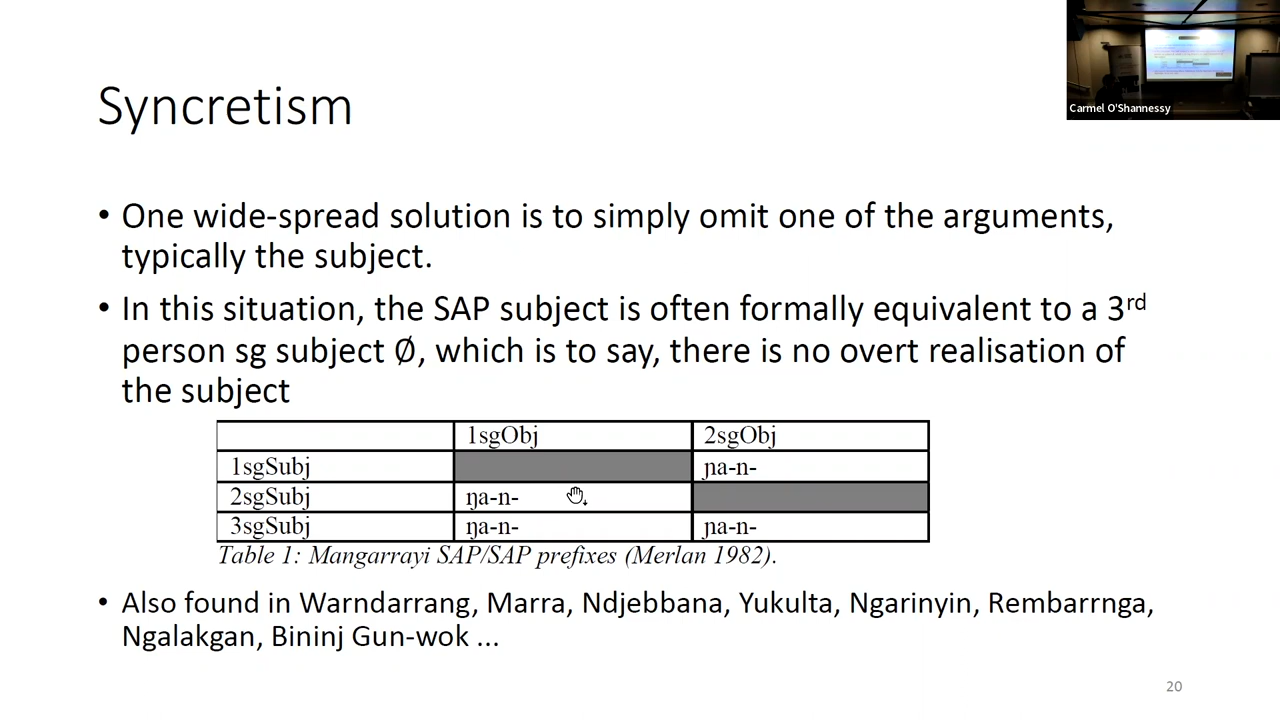 Carmel O'Shannessy
Syncretism
• One wide-spread solution is to simply omit one of the arguments,
typically the subject.
• In this situation, the SAP subject is often formally equivalent to a 3rd
person sg subject Ø, which is to say, there is no overt realisation of
the subject
1sgObj 2sgObj
1sgSubj ɲa-n-
2sgSubj ŋa-n-
3sgSubj ŋa-n- ɲa-n-
Table 1: Mangarrayi SAP/SAP prefixes (Merlan 1982).
• Also found in Warndarrang, Marra, Ndjebbana, Yukulta, Ngarinyin, Rembarrnga,
Ngalakgan, Bininj Gun-wok ...
20